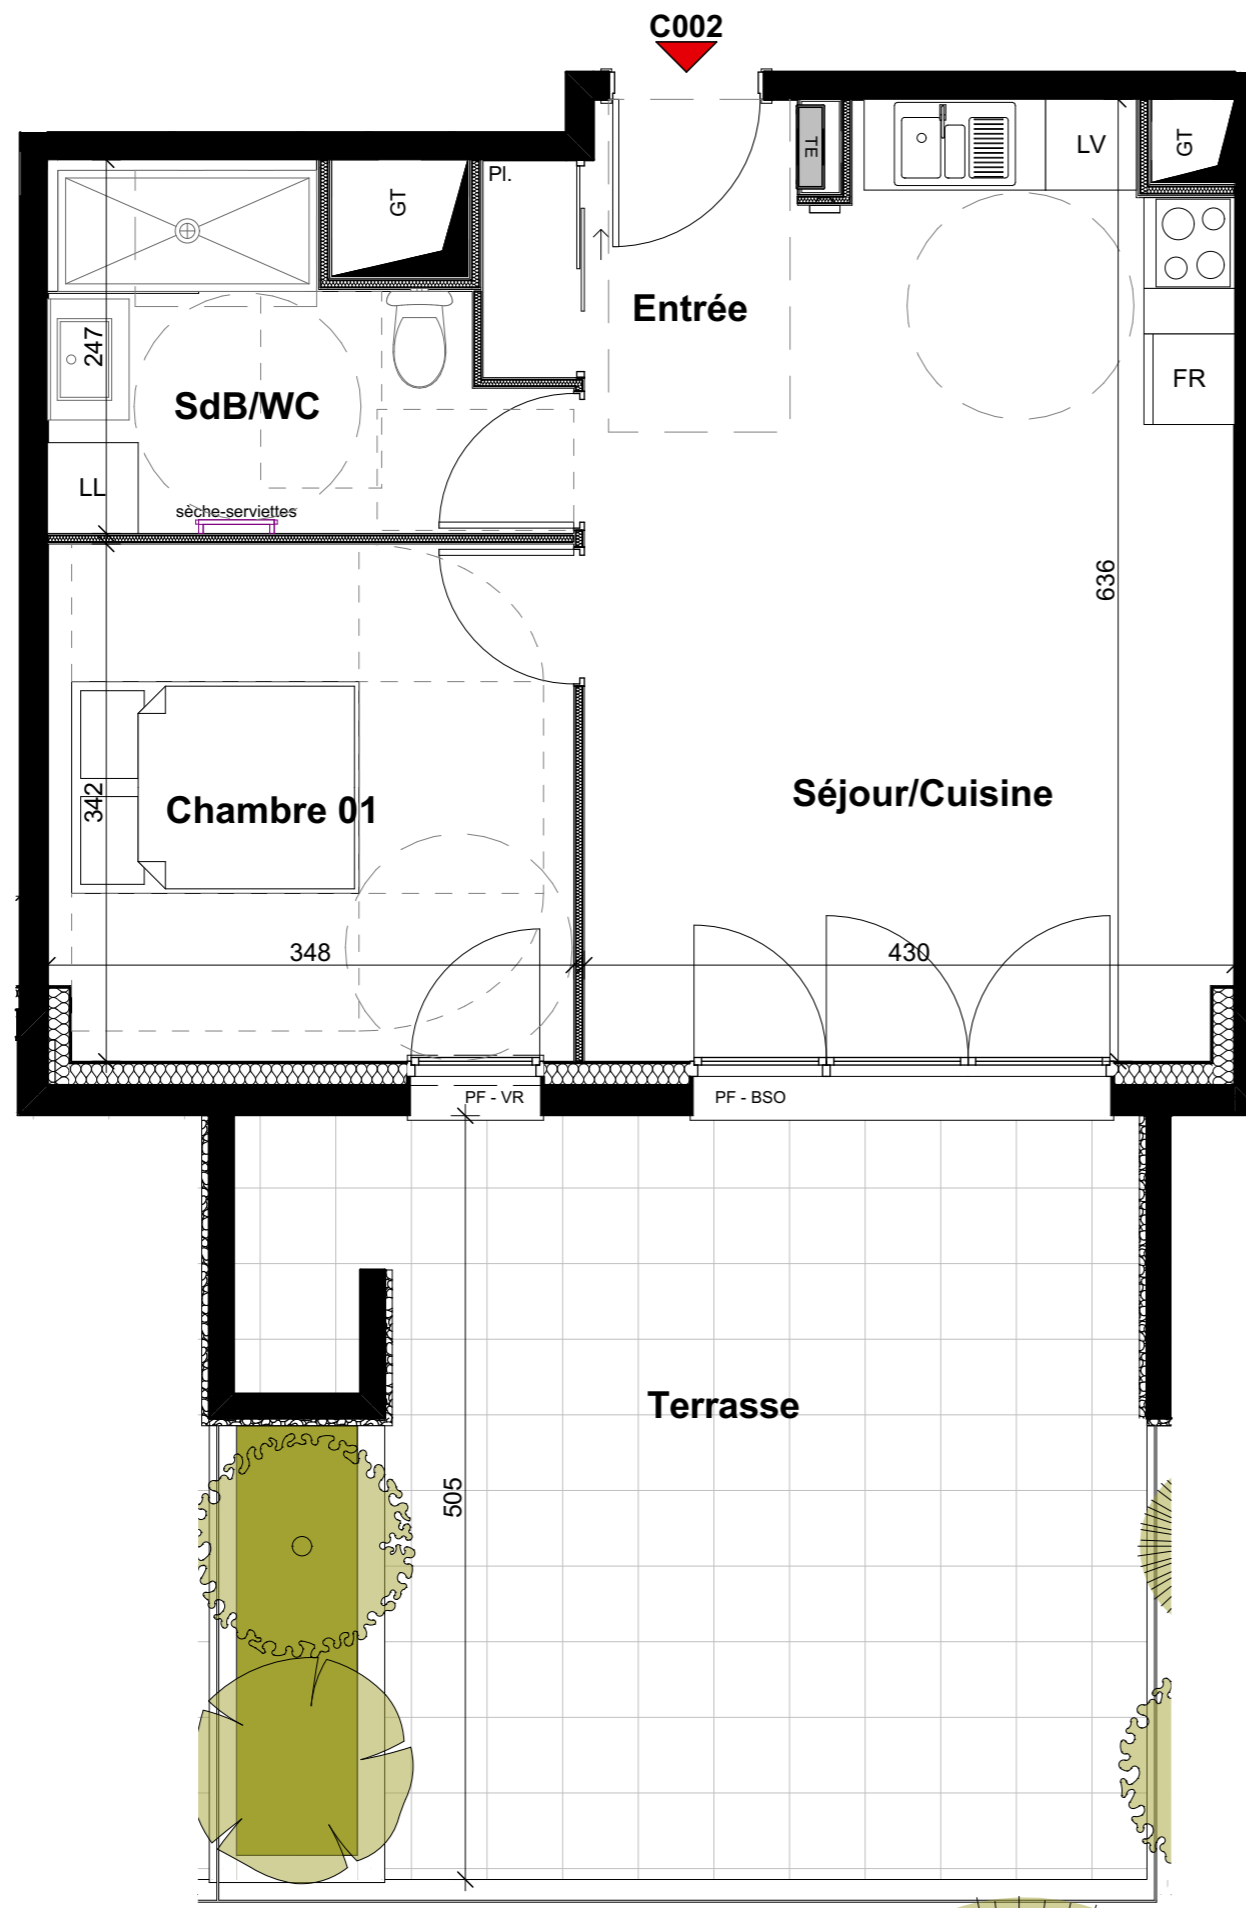 C002
TE
LV
GT
GT
Pl.
Entrée
247
FR
SdB/WC
LL
sèche-serviettes
636
342
Chambre 01
Séjour/Cuisine
348
430
PF - VR
PF - BSO
Terrasse
505